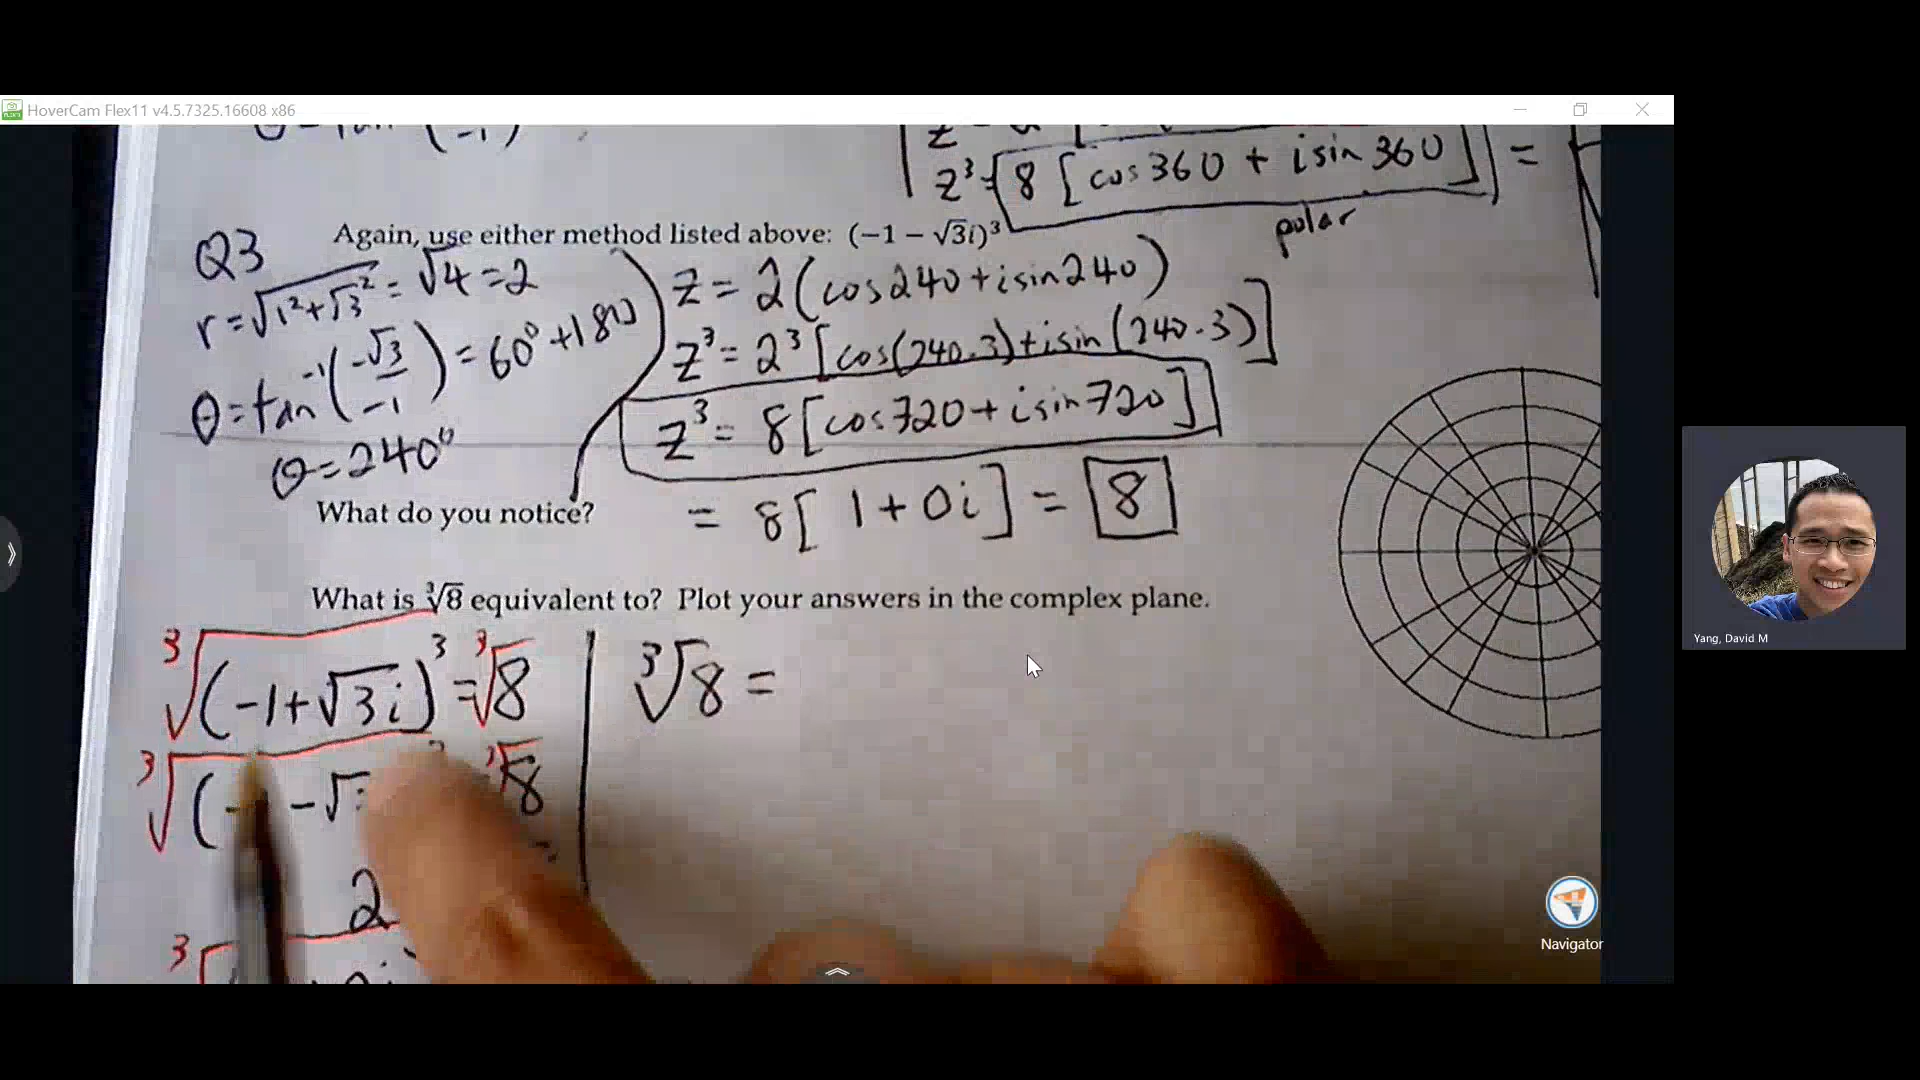 HoverCam Flex11 v4.5.7325.16608 x86
z³ = 8 [cos 360 + i sin 360] =
polar
Again, use either method listed above: (−1 − √3i)³
Q3
r = √1² + √3² = √4 = 2
θ = tan⁻¹(−√3/−1) = 60° + 180
θ = 240°
z = 2(cos 240 + i sin 240)
z³ = 2³[cos(240·3) + i sin(240·3)]
z³ = 8[cos 720 + i sin 720]
= 8[1 + 0i] = 8
What do you notice?
What is ∛8 equivalent to? Plot your answers in the complex plane.
∛(−1+√3i)³ = ∛8
∛8 =
∛8
2
Yang, David M
Navigator